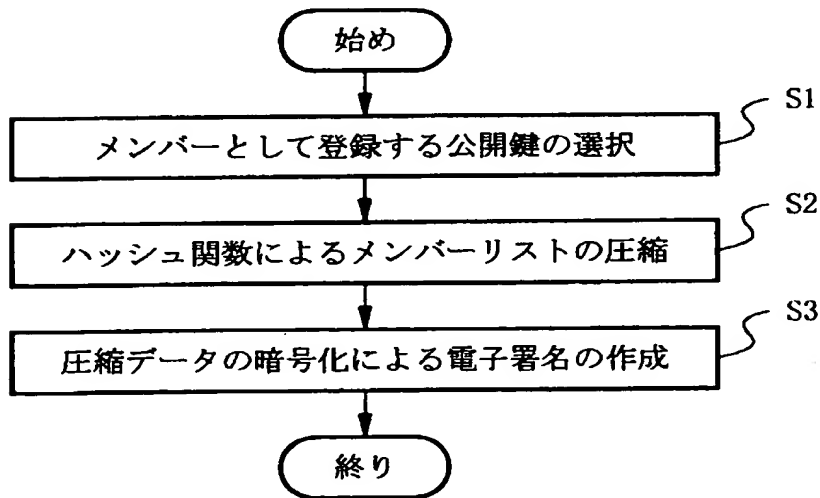 始め
S1
メンバーとして登録する公開鍵の選択
S2
ハッシュ関数によるメンバーリストの圧縮
S3
圧縮データの暗号化による電子署名の作成
終り